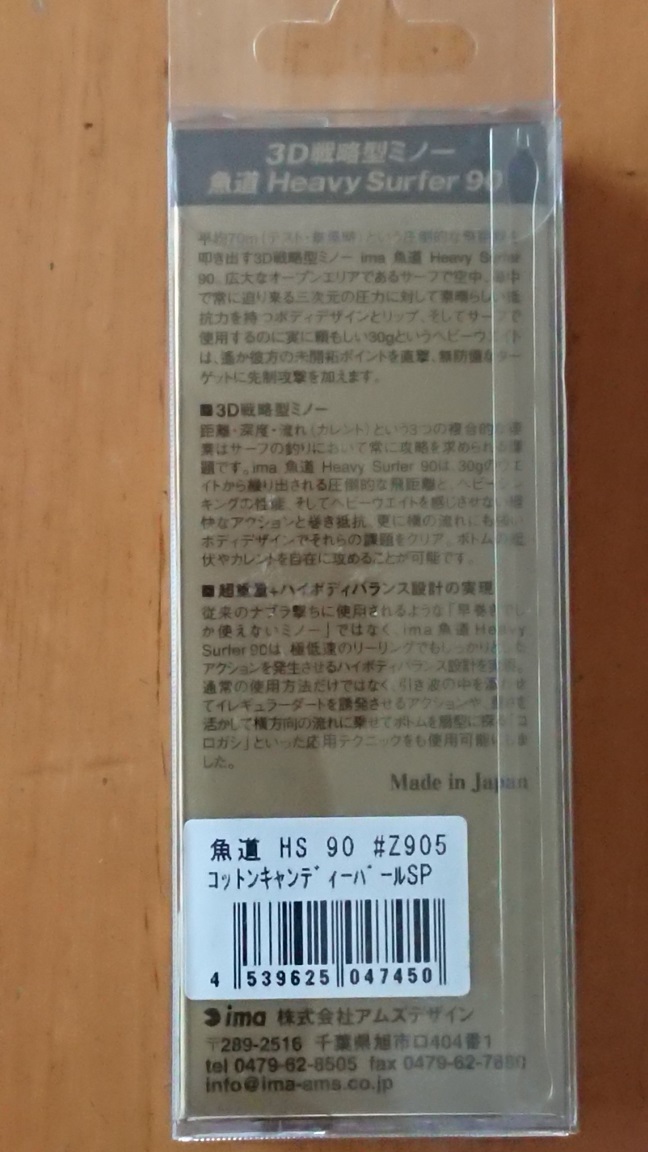 3D戦略型ミノー
魚道 Heavy Surfer 90
平均70m(テスト・無風時)という圧倒的な飛距離を
叩き出す3D戦略型ミノー ima 魚道 Heavy Surfer
90。広大なオープンエリアであるサーフで空中、海中
で常に迫り来る三次元の圧力に対して素晴らしい抵
抗力を持つボディデザインとリップ、そしてサーフで
使用するのに実に頼もしい30gというヘビーウェイト
は、遙か彼方の未開拓ポイントを直撃、無防備なター
ゲットに先制攻撃を加えます。
■3D戦略型ミノー
距離・深度・流れ(カレント)という3つの複合的な要
素はサーフの釣りにおいて常に攻略を求められる課
題です。ima 魚道 Heavy Surfer 90は、30gのウエ
イトから繰り出される圧倒的な飛距離と、ヘビーシン
キングの性能、そしてヘビーウエイトを感じさせない軽
快なアクションと巻き抵抗、更に横の流れにも強い
ボディデザインでそれらの課題をクリア。ボトムの起
伏やカレントを自在に攻めることが可能です。
■超重量+ハイボディバランス設計の実現
従来のナブラ撃ちに使用されるような「早巻きでし
か使えないミノー」ではなく、ima 魚道 Heavy
Surfer 90は、極低速のリーリングでもしっかりとした
アクションを発生させるハイボディバランス設計を実現。
通常の使用方法だけではなく、引き波の中を
てイレギュラーダートを誘発させるアクションや、
活かして横方向の流れに乗せてボトムを扇型に探る「コ
ロガシ」といった応用テクニックをも使用可能にしま
した。
Made in Japan
魚道 HS 90 #Z905
コットンキャンディーパールSP
4 539625 047450
ima 株式会社アムズデザイン
〒289-2516 千葉県旭市ロ404番1
tel 0479-62-8505 fax 0479-62-7880
info@ima-ams.co.jp